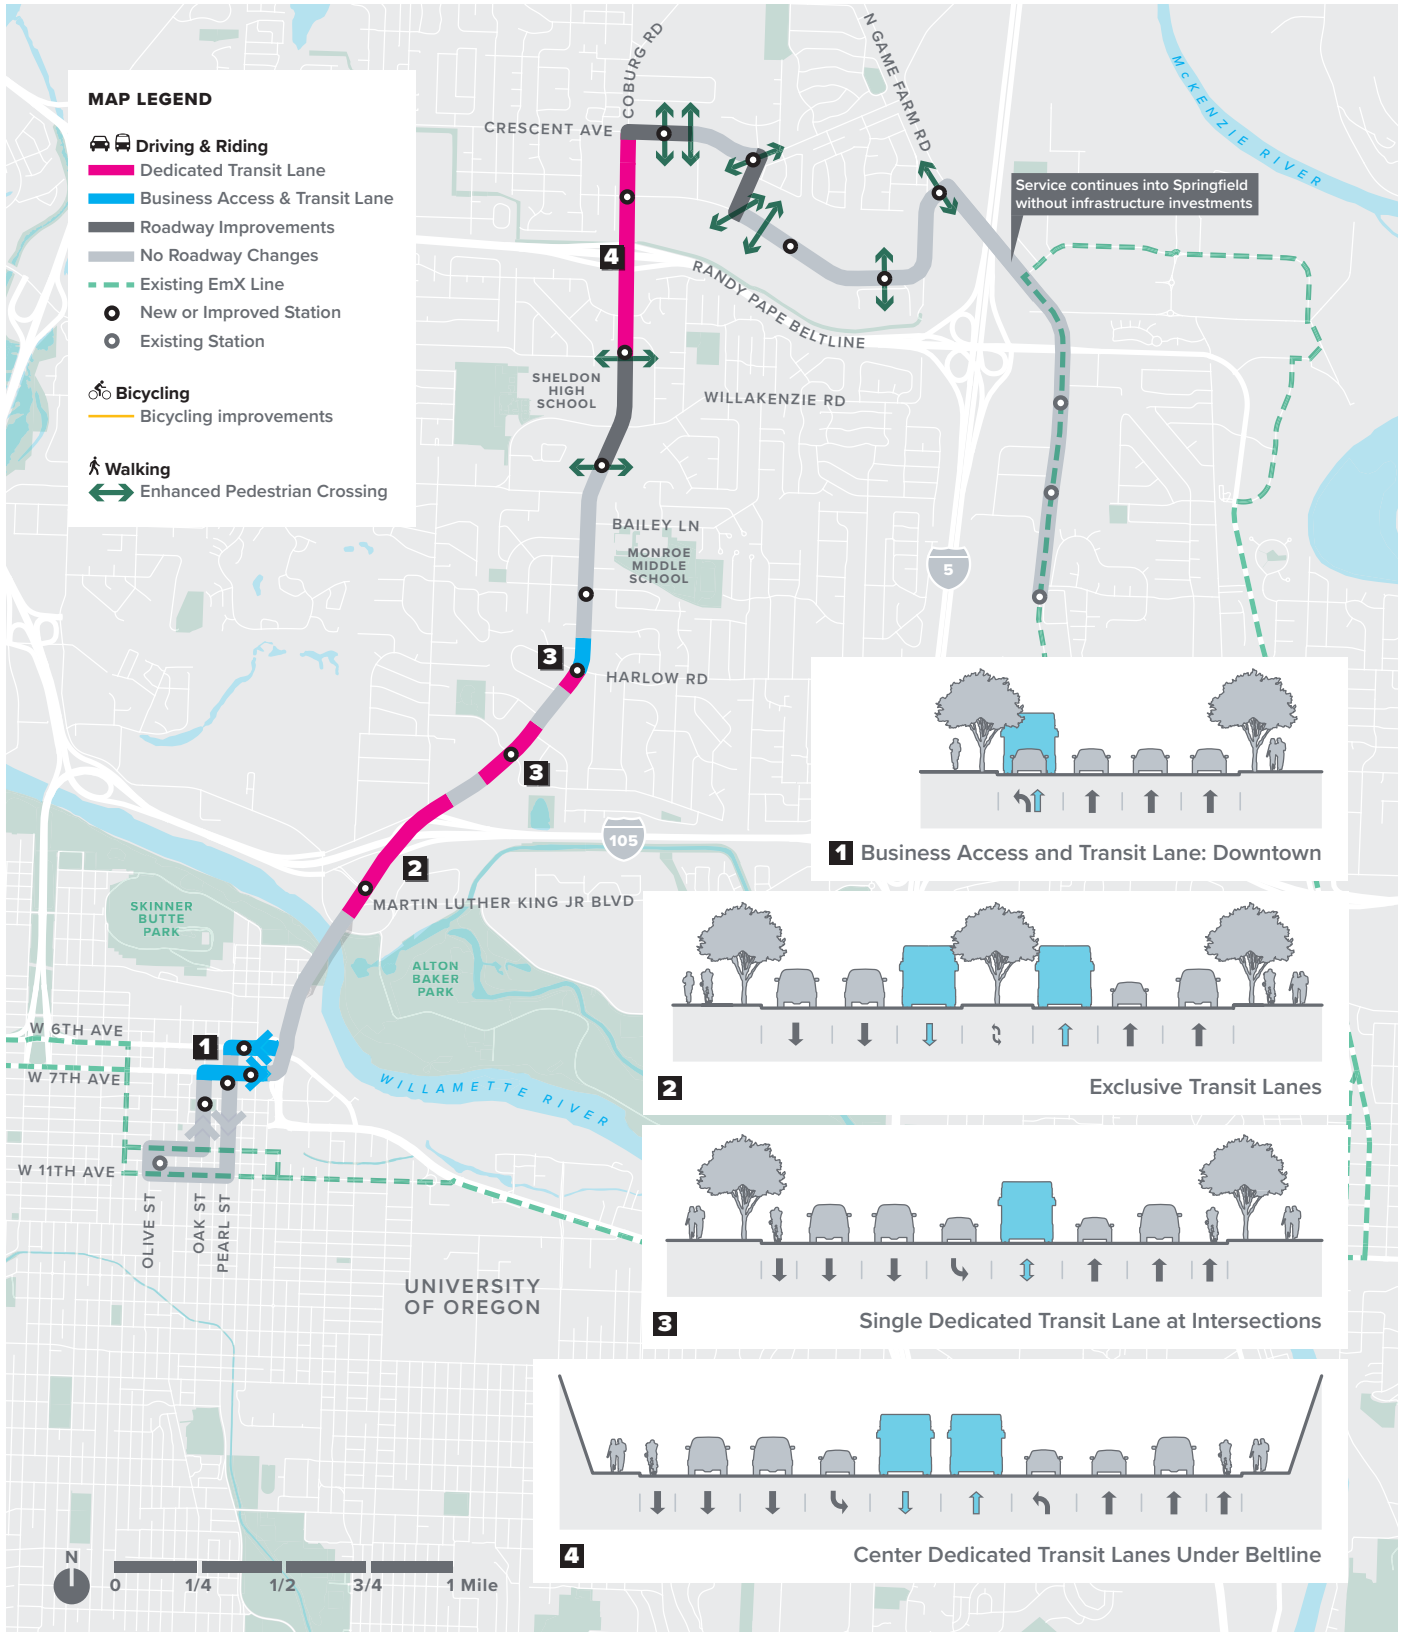 COBURG RD
N GAME FARM RD
McKENZIE RIVER
MAP LEGEND
Driving & Riding
Dedicated Transit Lane
Business Access & Transit Lane
Roadway Improvements
No Roadway Changes
Existing EmX Line
New or Improved Station
Existing Station
Bicycling
Bicycling improvements
Walking
Enhanced Pedestrian Crossing
CRESCENT AVE
Service continues into Springfield
without infrastructure investments
4
RANDY PAPE BELTLINE
SHELDON
HIGH
SCHOOL
WILLAKENZIE RD
BAILEY LN
MONROE
MIDDLE
SCHOOL
5
3
HARLOW RD
3
105
2
MARTIN LUTHER KING JR BLVD
SKINNER
BUTTE
PARK
ALTON
BAKER
PARK
W 6TH AVE
1
W 7TH AVE
WILLAMETTE RIVER
W 11TH AVE
OLIVE ST
OAK ST
PEARL ST
UNIVERSITY
OF OREGON
1 Business Access and Transit Lane: Downtown
2 Exclusive Transit Lanes
3 Single Dedicated Transit Lane at Intersections
4 Center Dedicated Transit Lanes Under Beltline
N
0 1/4 1/2 3/4 1 Mile